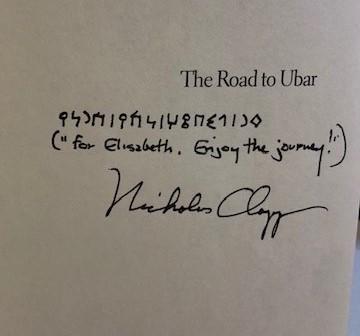 The Road to Ubar
("For Elisabeth. Enjoy the journey!")
Nicholas Clapp